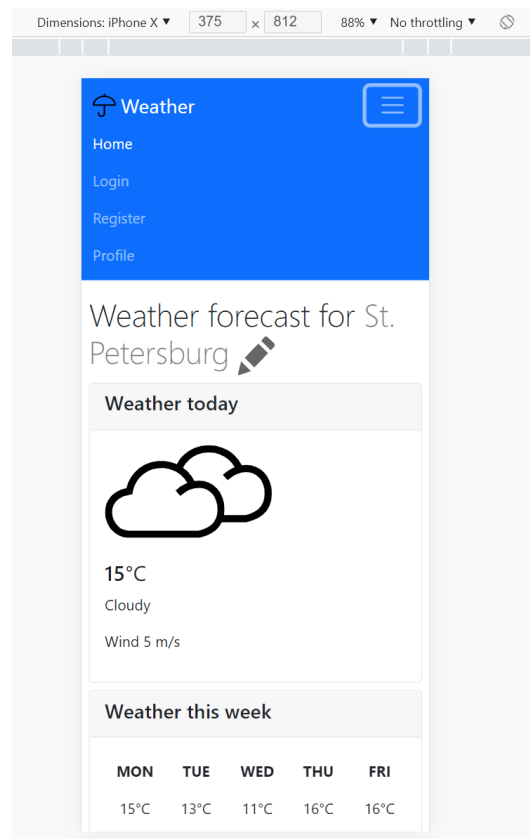 Dimensions: iPhone X ▼ 375 × 812 88% ▼ No throttling ▼
Weather
Home
Login
Register
Profile
Weather forecast for St.
Petersburg
Weather today
15°C
Cloudy
Wind 5 m/s
Weather this week
MON TUE WED THU FRI
15°C 13°C 11°C 16°C 16°C